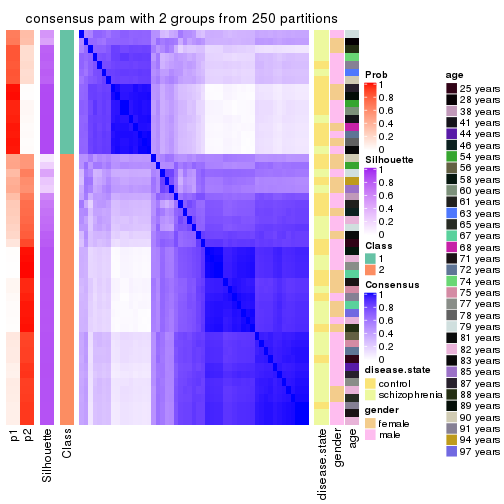 consensus pam with 2 groups from 250 partitions
Prob
1
0.8
0.6
0.4
0.2
0
Silhouette
1
0.8
0.6
0.4
0.2
0
Class
1
2
Consensus
1
0.8
0.6
0.4
0.2
0
disease.state
control
schizophrenia
gender
female
male
age
25 years
28 years
38 years
41 years
44 years
46 years
54 years
56 years
58 years
60 years
61 years
63 years
65 years
67 years
68 years
71 years
72 years
74 years
75 years
77 years
78 years
79 years
81 years
82 years
83 years
85 years
87 years
88 years
89 years
90 years
91 years
94 years
97 years
p1
p2
Silhouette
Class
disease.state
gender
age